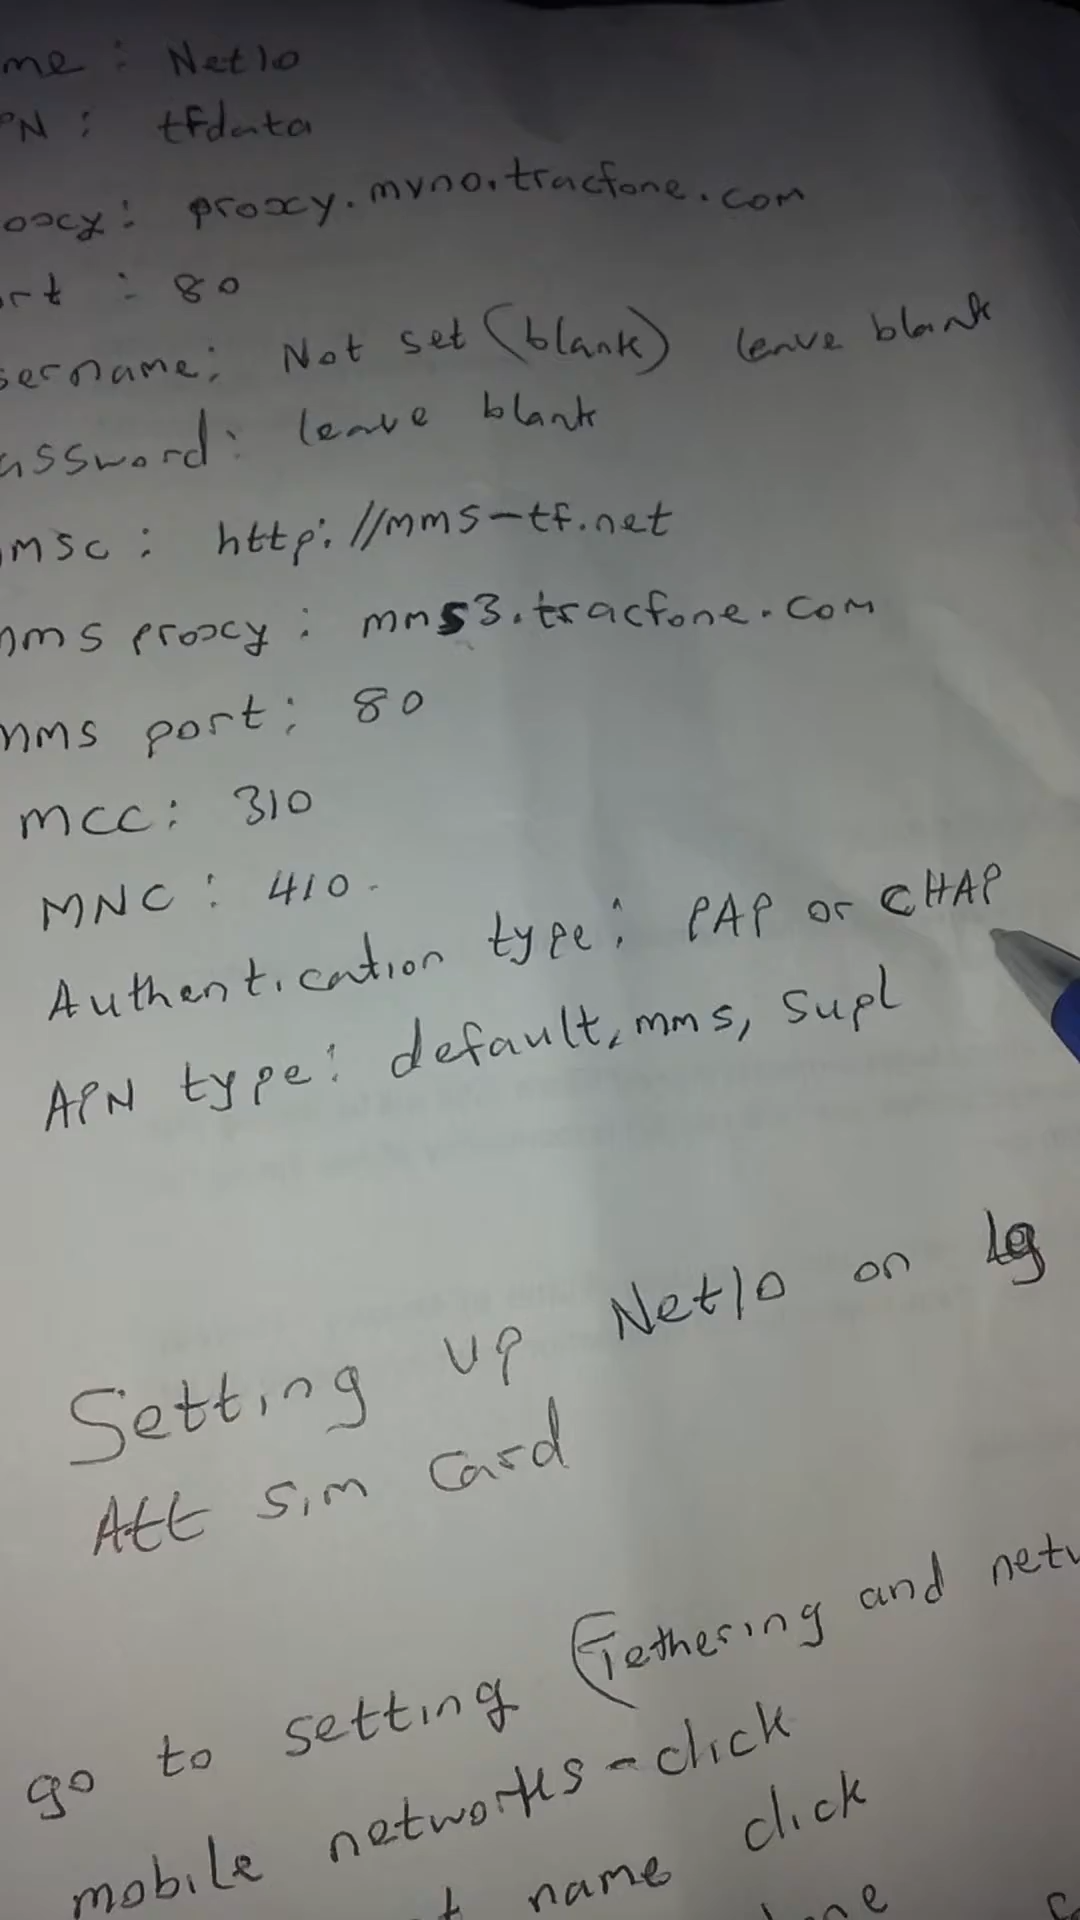 me : Net10
PN : tfdata
oxy: proxy.mvno.tracfone.com
ort : 80
sername: Not set (blank) leave blank
assword: leave blank
msc : http://mms-tf.net
mms proxy : mms3.tracfone.com
mms port: 80
MCC: 310
MNC : 410.
Authentication type: PAP or CHAP
APN type: default, mms, supl
Setting up Net10 on lg
Att sim card
go to setting (Tethering and netw
mobile networks - click
t name click